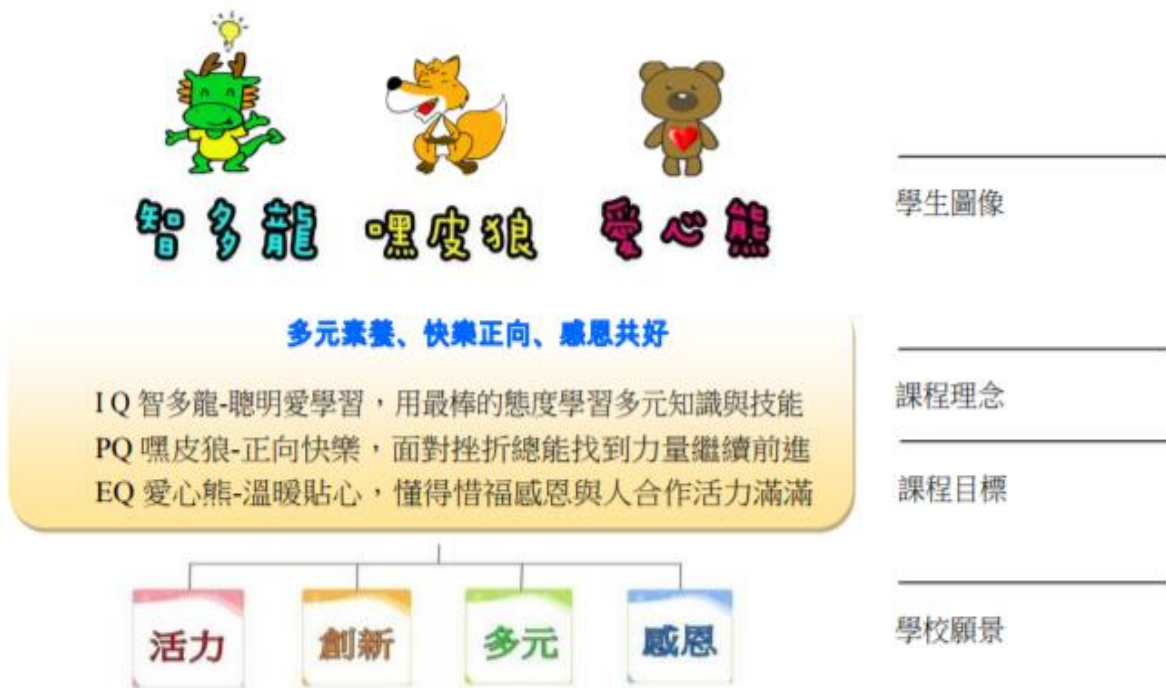 智多龍 嘿皮狼 愛心熊
學生圖像
多元素養、快樂正向、感恩共好
課程理念
I Q 智多龍-聰明愛學習，用最棒的態度學習多元知識與技能
PQ 嘿皮狼-正向快樂，面對挫折總能找到力量繼續前進
EQ 愛心熊-溫暖貼心，懂得惜福感恩與人合作活力滿滿
課程目標
活力 創新 多元 感恩
學校願景